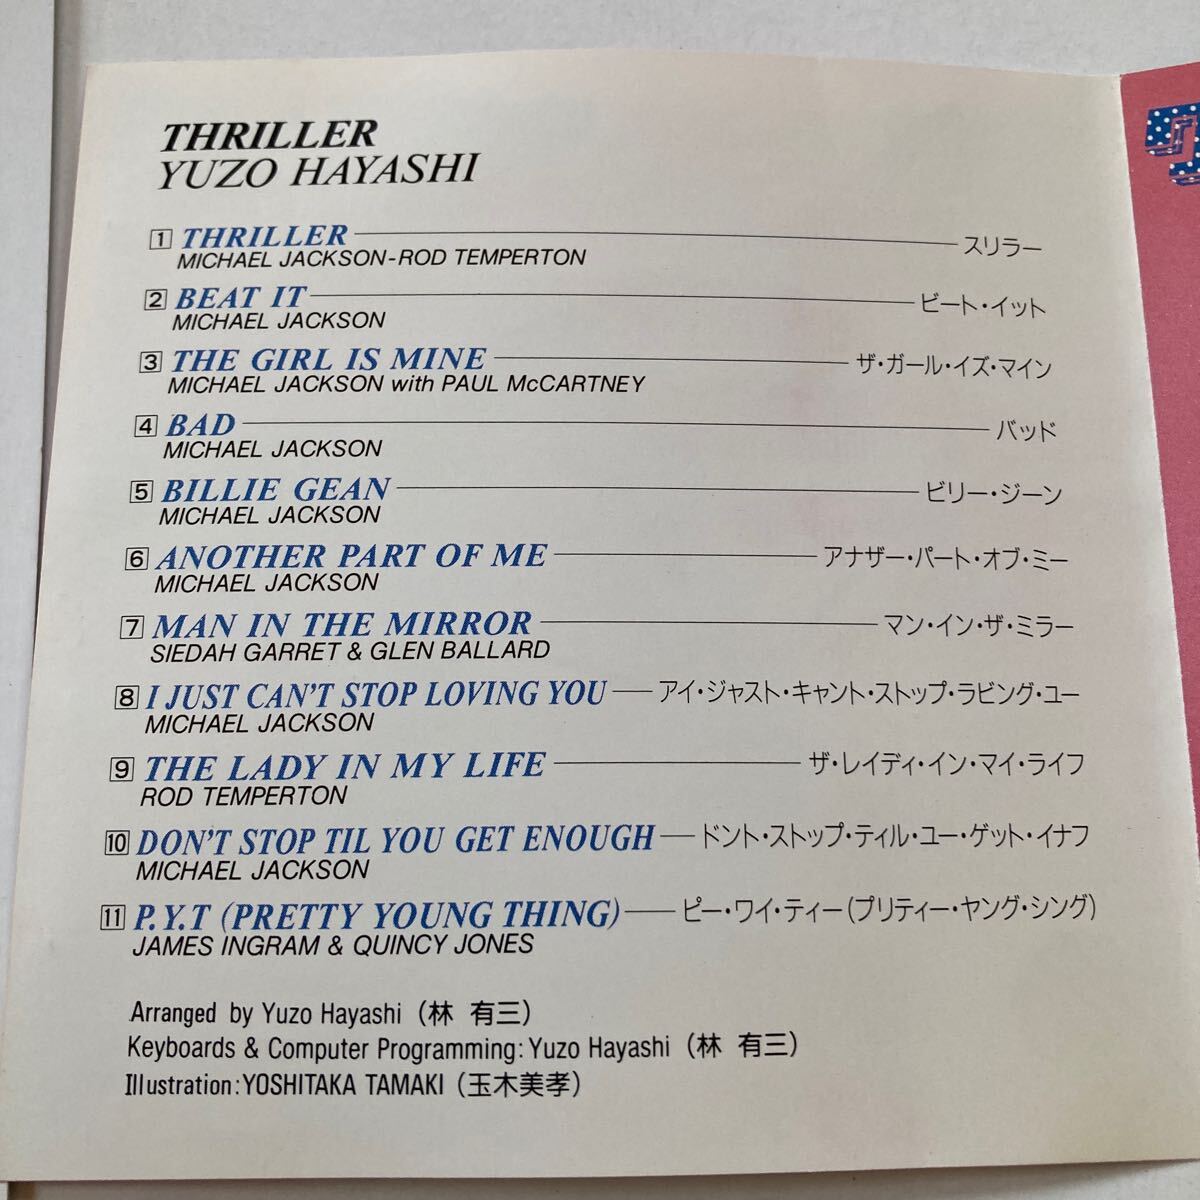 THRILLER
YUZO HAYASHI
1 THRILLER スリラー
MICHAEL JACKSON-ROD TEMPERTON
2 BEAT IT ビート・イット
MICHAEL JACKSON
3 THE GIRL IS MINE ザ・ガール・イズ・マイン
MICHAEL JACKSON with PAUL McCARTNEY
4 BAD バッド
MICHAEL JACKSON
5 BILLIE GEAN ビリー・ジーン
MICHAEL JACKSON
6 ANOTHER PART OF ME アナザー・パート・オブ・ミー
MICHAEL JACKSON
7 MAN IN THE MIRROR マン・イン・ザ・ミラー
SIEDAH GARRET & GLEN BALLARD
8 I JUST CAN'T STOP LOVING YOU アイ・ジャスト・キャント・ストップ・ラビング・ユー
MICHAEL JACKSON
9 THE LADY IN MY LIFE ザ・レイディ・イン・マイ・ライフ
ROD TEMPERTON
10 DON'T STOP TIL YOU GET ENOUGH ドント・ストップ・ティル・ユー・ゲット・イナフ
MICHAEL JACKSON
11 P.Y.T (PRETTY YOUNG THING) ピー・ワイ・ティー(プリティー・ヤング・シング)
JAMES INGRAM & QUINCY JONES
Arranged by Yuzo Hayashi (林 有三)
Keyboards & Computer Programming: Yuzo Hayashi (林 有三)
Illustration: YOSHITAKA TAMAKI (玉木美孝)